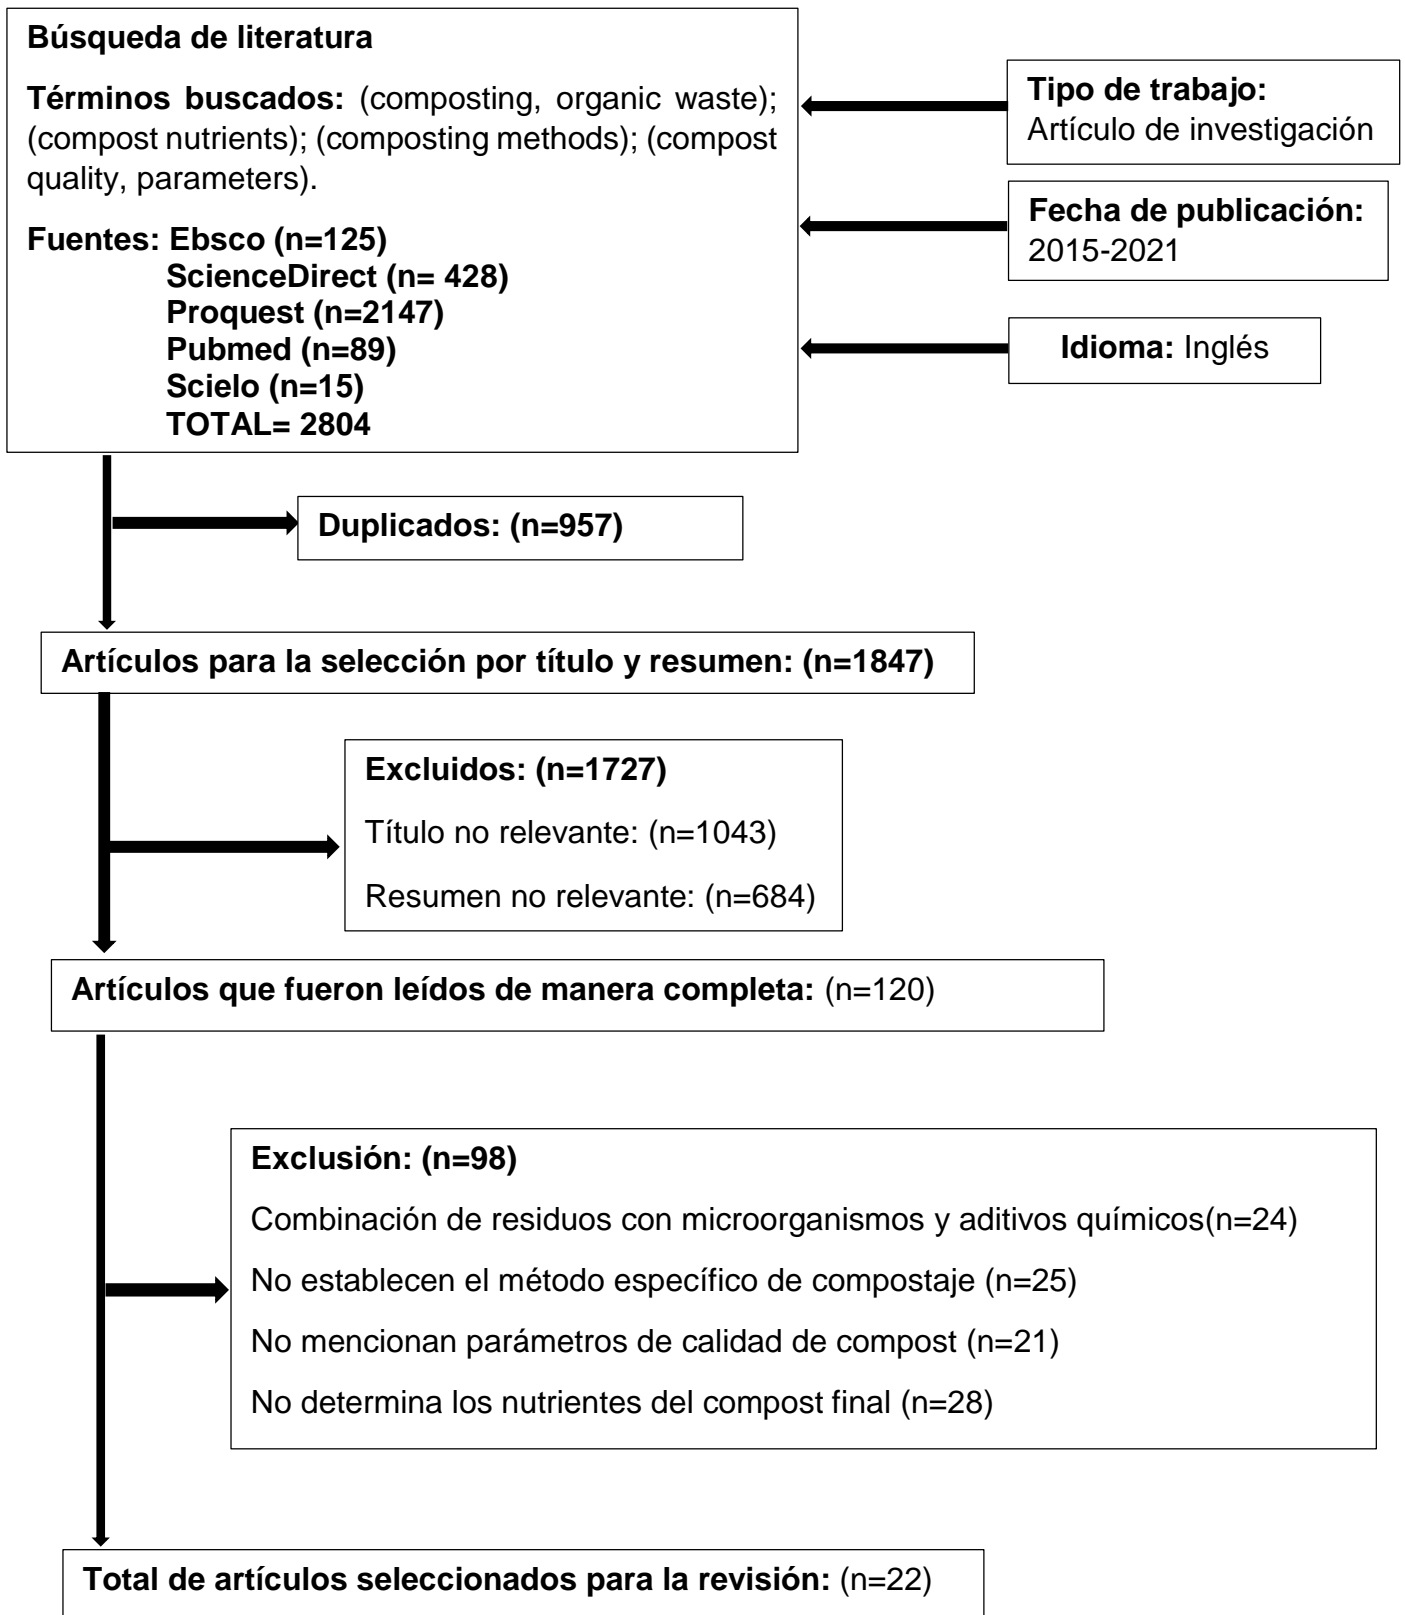 Búsqueda de literatura
Términos buscados: (composting, organic waste);
(compost nutrients); (composting methods); (compost
quality, parameters).
Fuentes: Ebsco (n=125)
ScienceDirect (n= 428)
Proquest (n=2147)
Pubmed (n=89)
Scielo (n=15)
TOTAL= 2804
Tipo de trabajo:
Artículo de investigación
Fecha de publicación:
2015-2021
Idioma: Inglés
Duplicados: (n=957)
Artículos para la selección por título y resumen: (n=1847)
Excluidos: (n=1727)
Título no relevante: (n=1043)
Resumen no relevante: (n=684)
Artículos que fueron leídos de manera completa: (n=120)
Exclusión: (n=98)
Combinación de residuos con microorganismos y aditivos químicos(n=24)
No establecen el método específico de compostaje (n=25)
No mencionan parámetros de calidad de compost (n=21)
No determina los nutrientes del compost final (n=28)
Total de artículos seleccionados para la revisión: (n=22)